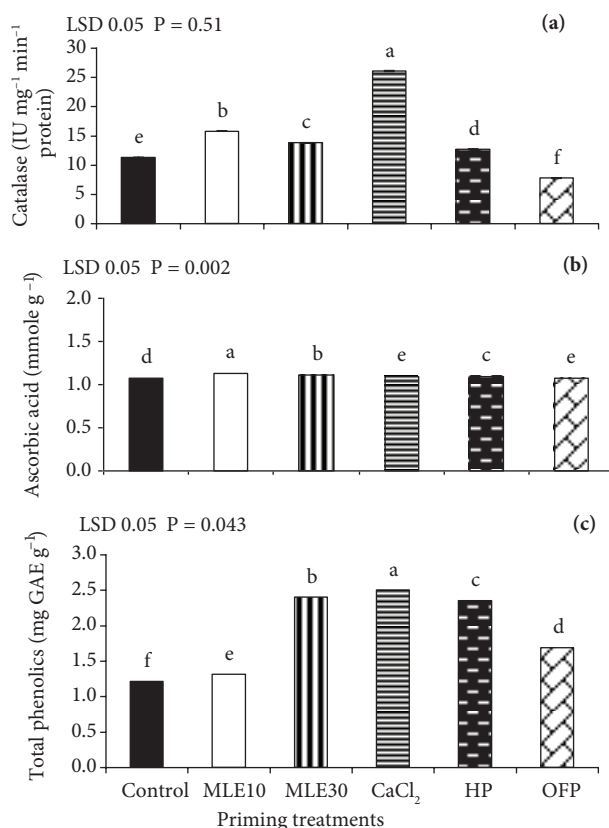 LSD 0.05 P = 0.51
(a)
Catalase (IU mg⁻¹ min⁻¹
protein)
30
25
20
15
10
5
0
e
b
c
a
d
f
LSD 0.05 P = 0.002
(b)
Ascorbic acid (mmole g⁻¹)
2.0
1.5
1.0
0.5
0.0
d
a
b
e
c
e
LSD 0.05 P = 0.043
(c)
Total phenolics (mg GAE g⁻¹)
3.0
2.5
2.0
1.5
1.0
0.5
0.0
f
e
b
a
c
d
Control MLE10 MLE30 CaCl₂ HP OFP
Priming treatments